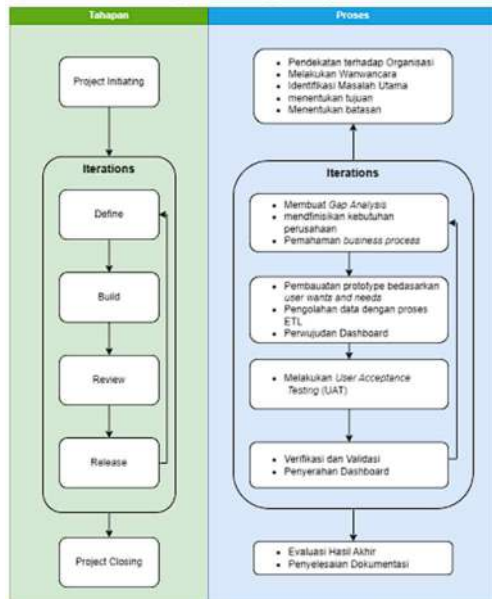 Tahapan
Proses
Project Initiating
Iterations
Define
Build
Review
Release
Project Closing
Pendekatan terhadap Organisasi
Melakukan Wanwancara
Identifikasi Masalah Utama
menentukan tujuan
Menentukan batasan
Iterations
Membuat Gap Analysis
mendfinisikan kebutuhan
perusahaan
Pemahaman business process
Pembauatan prototype bedasarkan
user wants and needs
Pengolahan data dengan proses
ETL
Perwujudan Dashboard
Melakukan User Acceptance
Testing (UAT)
Verifikasi dan Validasi
Penyerahan Dashboard
Evaluasi Hasil Akhir
Penyelesaian Dokumentasi